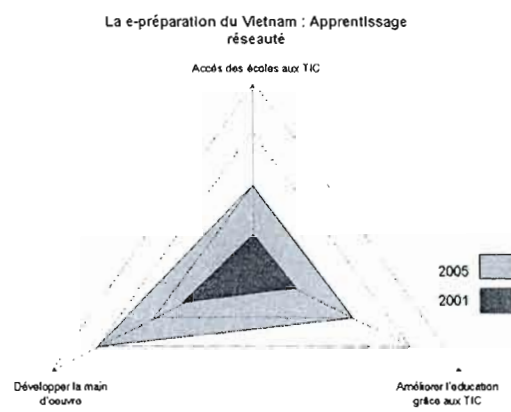 La e-préparation du Vietnam : Apprentissage
réseauté
Accés des écoles aux TIC
2005
2001
Développer la main
d'oeuvre
Améliorer l'education
grâce aux TIC